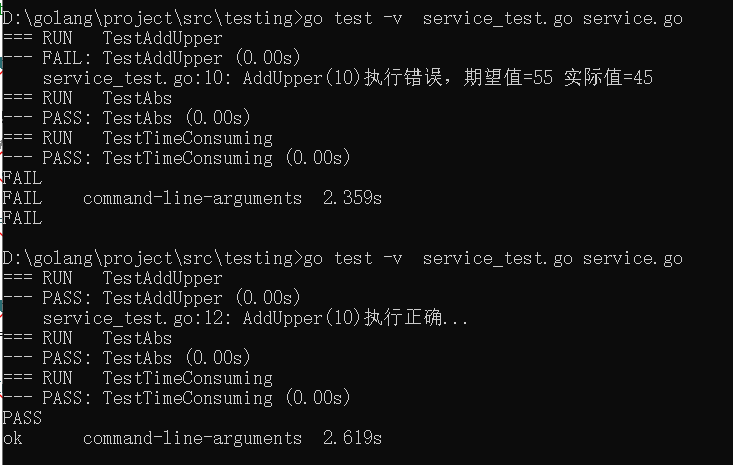 D:\golang\project\src\testing>go test -v  service_test.go service.go
=== RUN   TestAddUpper
--- FAIL: TestAddUpper (0.00s)
    service_test.go:10: AddUpper(10)执行错误，期望值=55 实际值=45
=== RUN   TestAbs
--- PASS: TestAbs (0.00s)
=== RUN   TestTimeConsuming
--- PASS: TestTimeConsuming (0.00s)
FAIL
FAIL    command-line-arguments  2.359s
FAIL
D:\golang\project\src\testing>go test -v  service_test.go service.go
=== RUN   TestAddUpper
--- PASS: TestAddUpper (0.00s)
    service_test.go:12: AddUpper(10)执行正确...
=== RUN   TestAbs
--- PASS: TestAbs (0.00s)
=== RUN   TestTimeConsuming
--- PASS: TestTimeConsuming (0.00s)
PASS
ok      command-line-arguments  2.619s